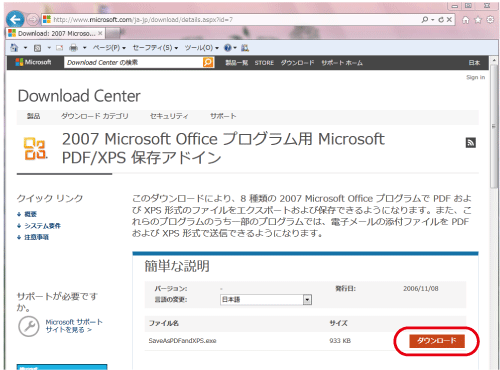 http://www.microsoft.com/ja-jp/download/details.aspx?id=7
Download: 2007 Microso...
ページ(P) セーフティ(S) ツール(O)
Microsoft Download Center の検索 製品一覧 STORE ダウンロード サポート ホーム 日本
Sign in
Download Center
製品 ダウンロード カテゴリ セキュリティ サポート
2007 Microsoft Office プログラム用 Microsoft
PDF/XPS 保存アドイン
クイック リンク
概要
システム要件
注意事項
このダウンロードにより、8 種類の 2007 Microsoft Office プログラムで PDF およ
び XPS 形式のファイルをエクスポートおよび保存できるようになります。また、こ
れらのプログラムのうち一部のプログラムでは、電子メールの添付ファイルを PDF
および XPS 形式で送信できるようになります。
簡単な説明
バージョン: - 発行日: 2006/11/08
言語の変更: 日本語
ファイル名 サイズ
SaveAsPDFandXPS.exe 933 KB ダウンロード
サポートが必要です
か。
Microsoft サポート
サイトを見る >